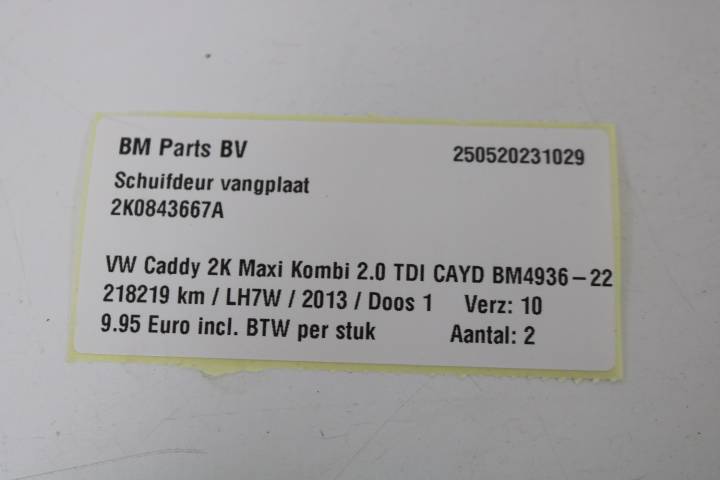 BM Parts BV 250520231029
Schuifdeur vangplaat
2K0843667A
VW Caddy 2K Maxi Kombi 2.0 TDI CAYD BM4936-22
218219 km / LH7W / 2013 / Doos 1 Verz: 10
9.95 Euro incl. BTW per stuk Aantal: 2